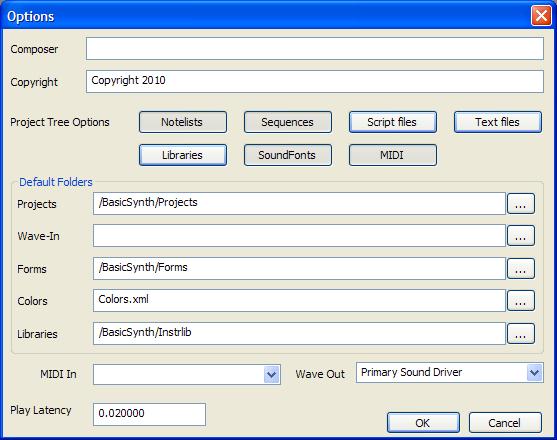 Options
Composer
Copyright Copyright 2010
Project Tree Options Notelists Sequences Script files Text files
Libraries SoundFonts MIDI
Default Folders
Projects /BasicSynth/Projects ...
Wave-In ...
Forms /BasicSynth/Forms ...
Colors Colors.xml ...
Libraries /BasicSynth/Instrlib ...
MIDI In Wave Out Primary Sound Driver
Play Latency 0.020000
OK Cancel